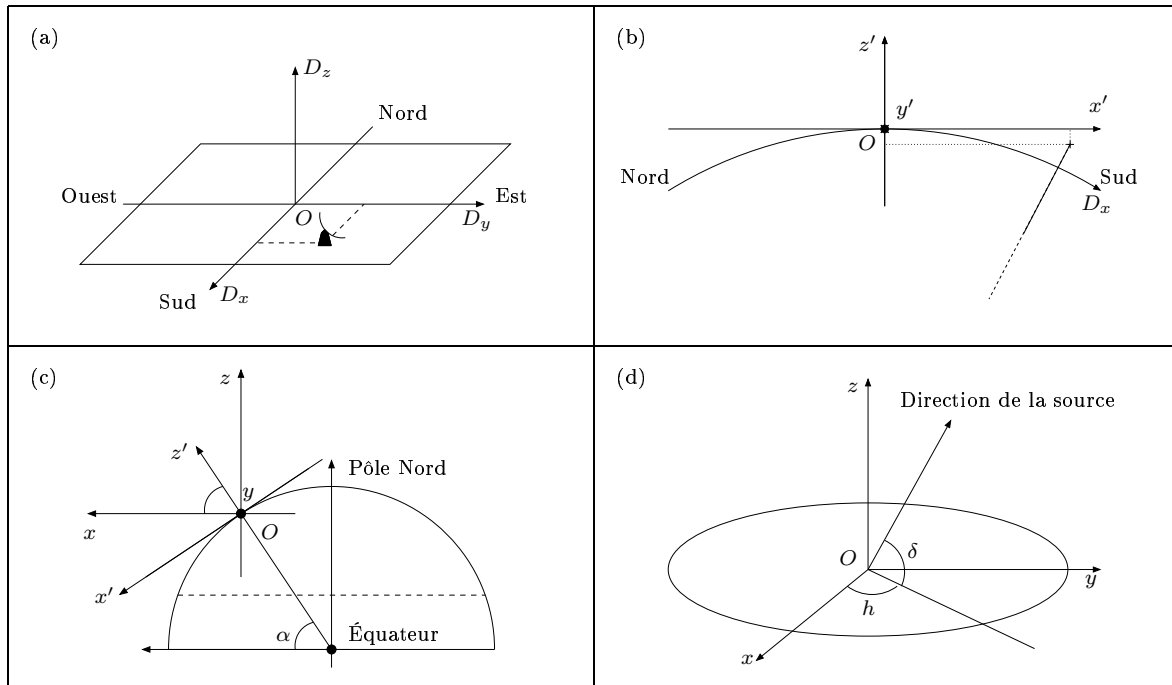 (a)
D_z
Nord
Ouest
Est
O
D_y
Sud
D_x
(b)
z'
y'
x'
O
Nord
Sud
D_x
(c)
z
z'
Pôle Nord
y
x
O
x'
α
Équateur
(d)
z
Direction de la source
O
δ
y
h
x